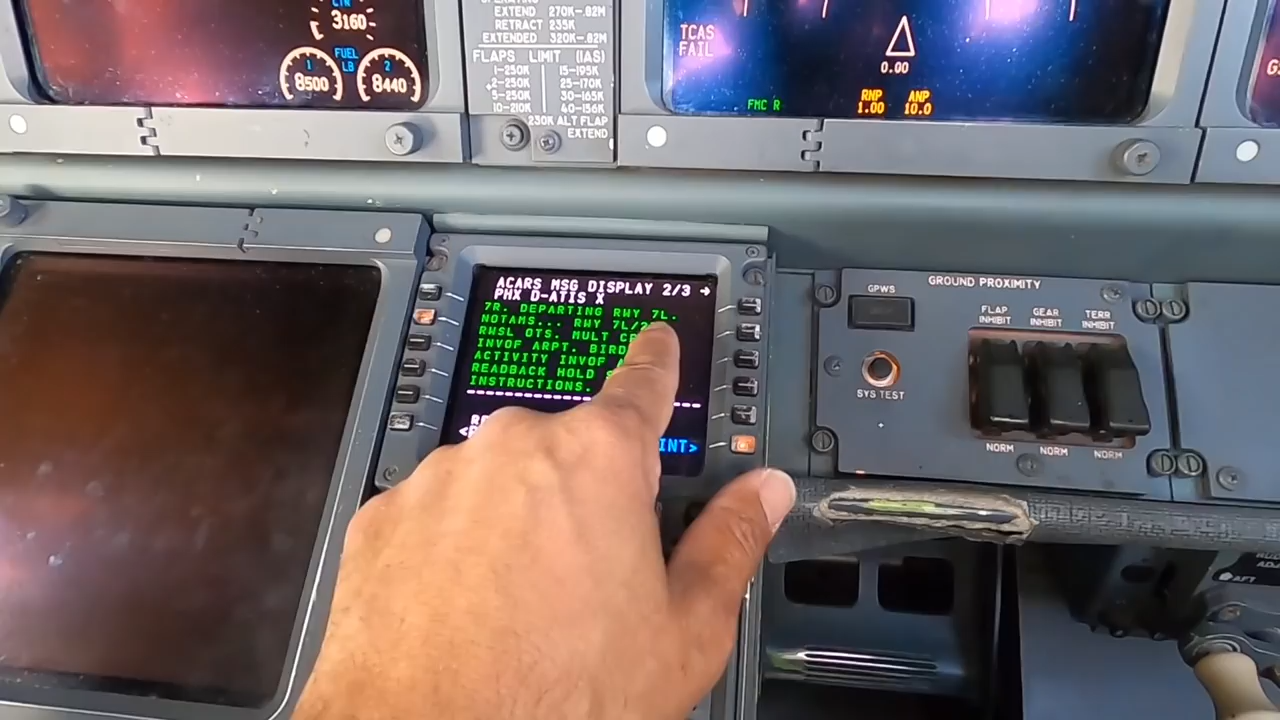 CTR
3160
FUEL
LB
1
8500
2
8440
EXTEND 270K-.82M
RETRACT 235K
EXTENDED 320K-.82M
FLAPS LIMIT (IAS)
1-250K 15-195K
2-250K 25-170K
5-250K 30-165K
10-210K 40-156K
230K ALT FLAP
EXTEND
TCAS
FAIL
0.00
FMC R
RNP ANP
1.00 10.0
ACARS MSG DISPLAY 2/3
PHX D-ATIS X
7R. DEPARTING RWY 7L.
NOTAMS... RWY 7L/2
RWSL OTS. MULT
INVOF ARPT. BIRD
ACTIVITY INVOF
READBACK HOLD
INSTRUCTIONS.
INT>
GROUND PROXIMITY
GPWS
SYS TEST
FLAP
INHIBIT
GEAR
INHIBIT
TERR
INHIBIT
NORM NORM NORM
AFT